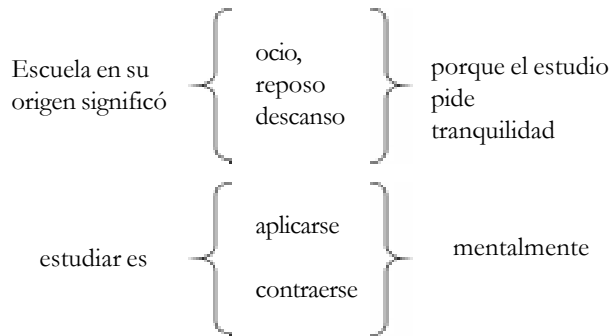 Escuela en su
origen significó
ocio,
reposo
descanso
porque el estudio
pide
tranquilidad
estudiar es
aplicarse
contraerse
mentalmente